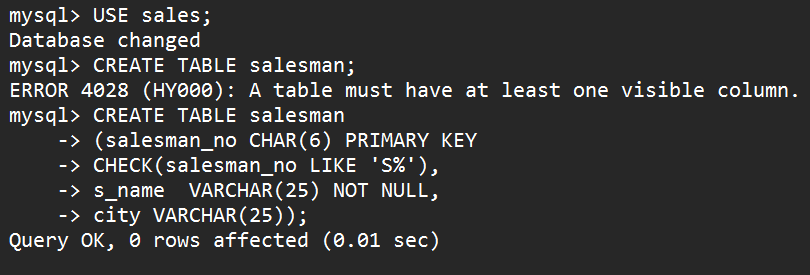 mysql> USE sales;
Database changed
mysql> CREATE TABLE salesman;
ERROR 4028 (HY000): A table must have at least one visible column.
mysql> CREATE TABLE salesman
    -> (salesman_no CHAR(6) PRIMARY KEY
    -> CHECK(salesman_no LIKE 'S%'),
    -> s_name  VARCHAR(25) NOT NULL,
    -> city VARCHAR(25));
Query OK, 0 rows affected (0.01 sec)